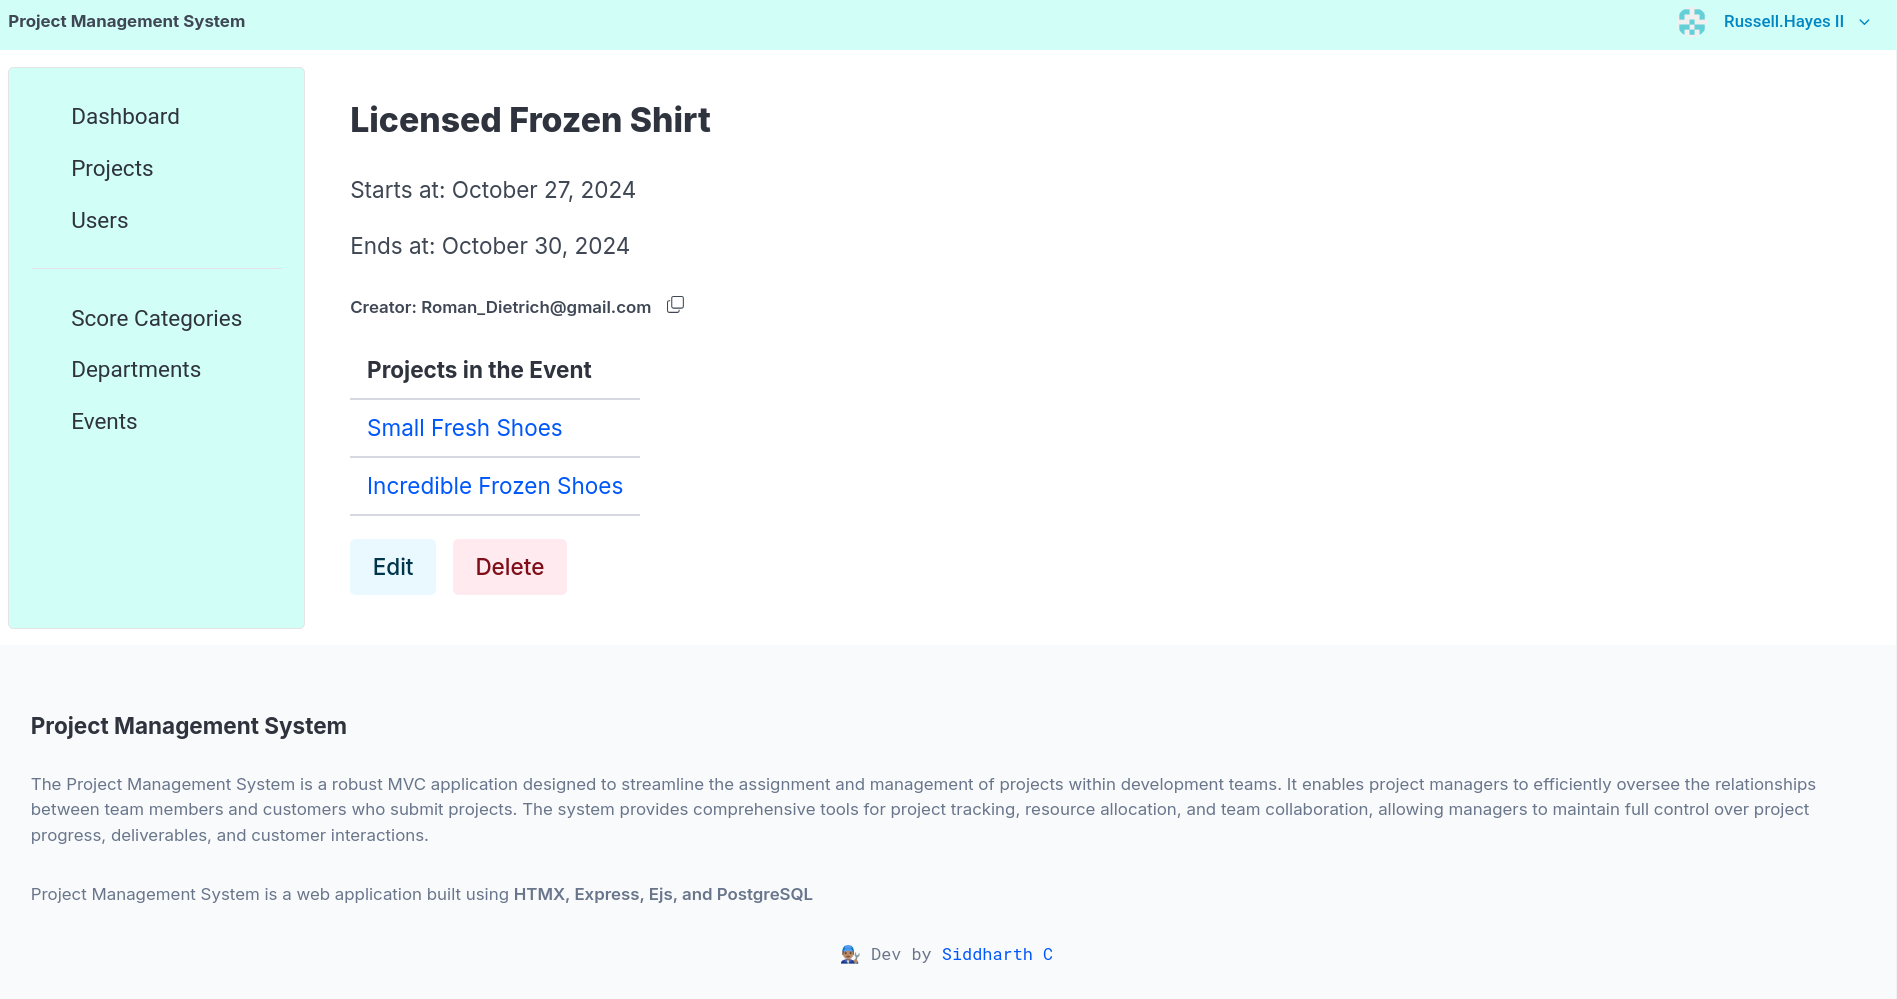 Project Management System
Russell.Hayes II
Dashboard
Projects
Users
Score Categories
Departments
Events
Licensed Frozen Shirt
Starts at: October 27, 2024
Ends at: October 30, 2024
Creator: Roman_Dietrich@gmail.com
Projects in the Event
Small Fresh Shoes
Incredible Frozen Shoes
Edit
Delete
Project Management System
The Project Management System is a robust MVC application designed to streamline the assignment and management of projects within development teams. It enables project managers to efficiently oversee the relationships
between team members and customers who submit projects. The system provides comprehensive tools for project tracking, resource allocation, and team collaboration, allowing managers to maintain full control over project
progress, deliverables, and customer interactions.
Project Management System is a web application built using HTMX, Express, Ejs, and PostgreSQL
Dev by Siddharth C